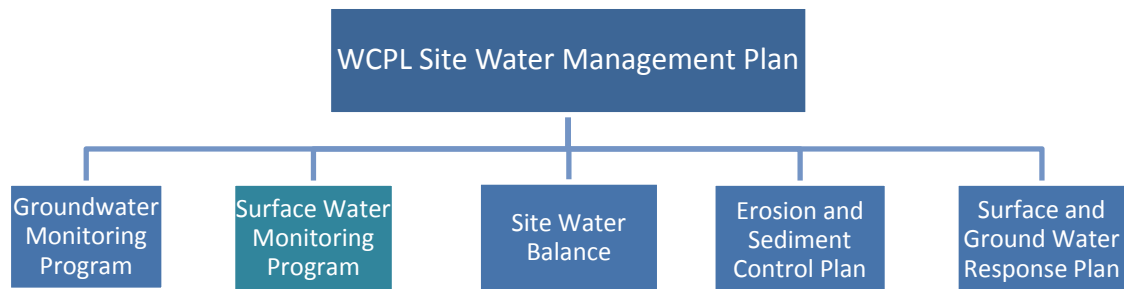 WCPL Site Water Management Plan
Groundwater
Monitoring
Program
Surface Water
Monitoring
Program
Site Water
Balance
Erosion and
Sediment
Control Plan
Surface and
Ground Water
Response Plan